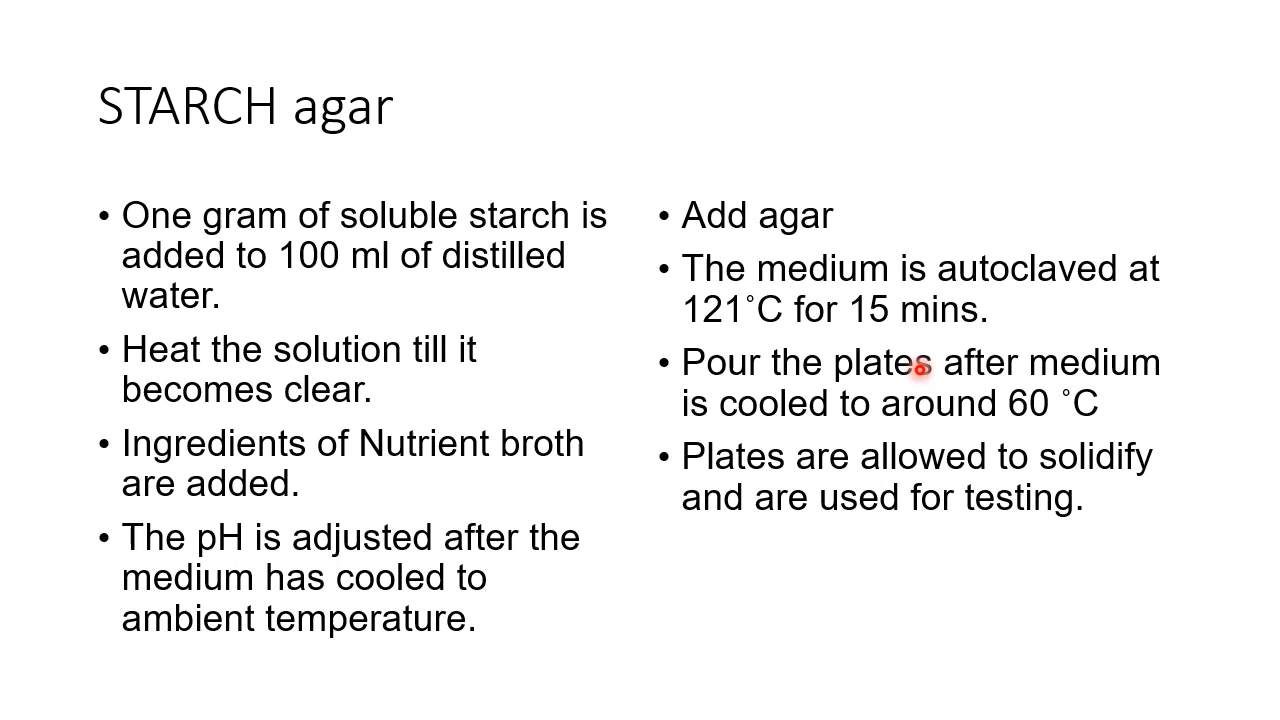 STARCH agar
• One gram of soluble starch is
added to 100 ml of distilled
water.
• Heat the solution till it
becomes clear.
• Ingredients of Nutrient broth
are added.
• The pH is adjusted after the
medium has cooled to
ambient temperature.
• Add agar
• The medium is autoclaved at
121˚C for 15 mins.
• Pour the plates after medium
is cooled to around 60 ˚C
• Plates are allowed to solidify
and are used for testing.